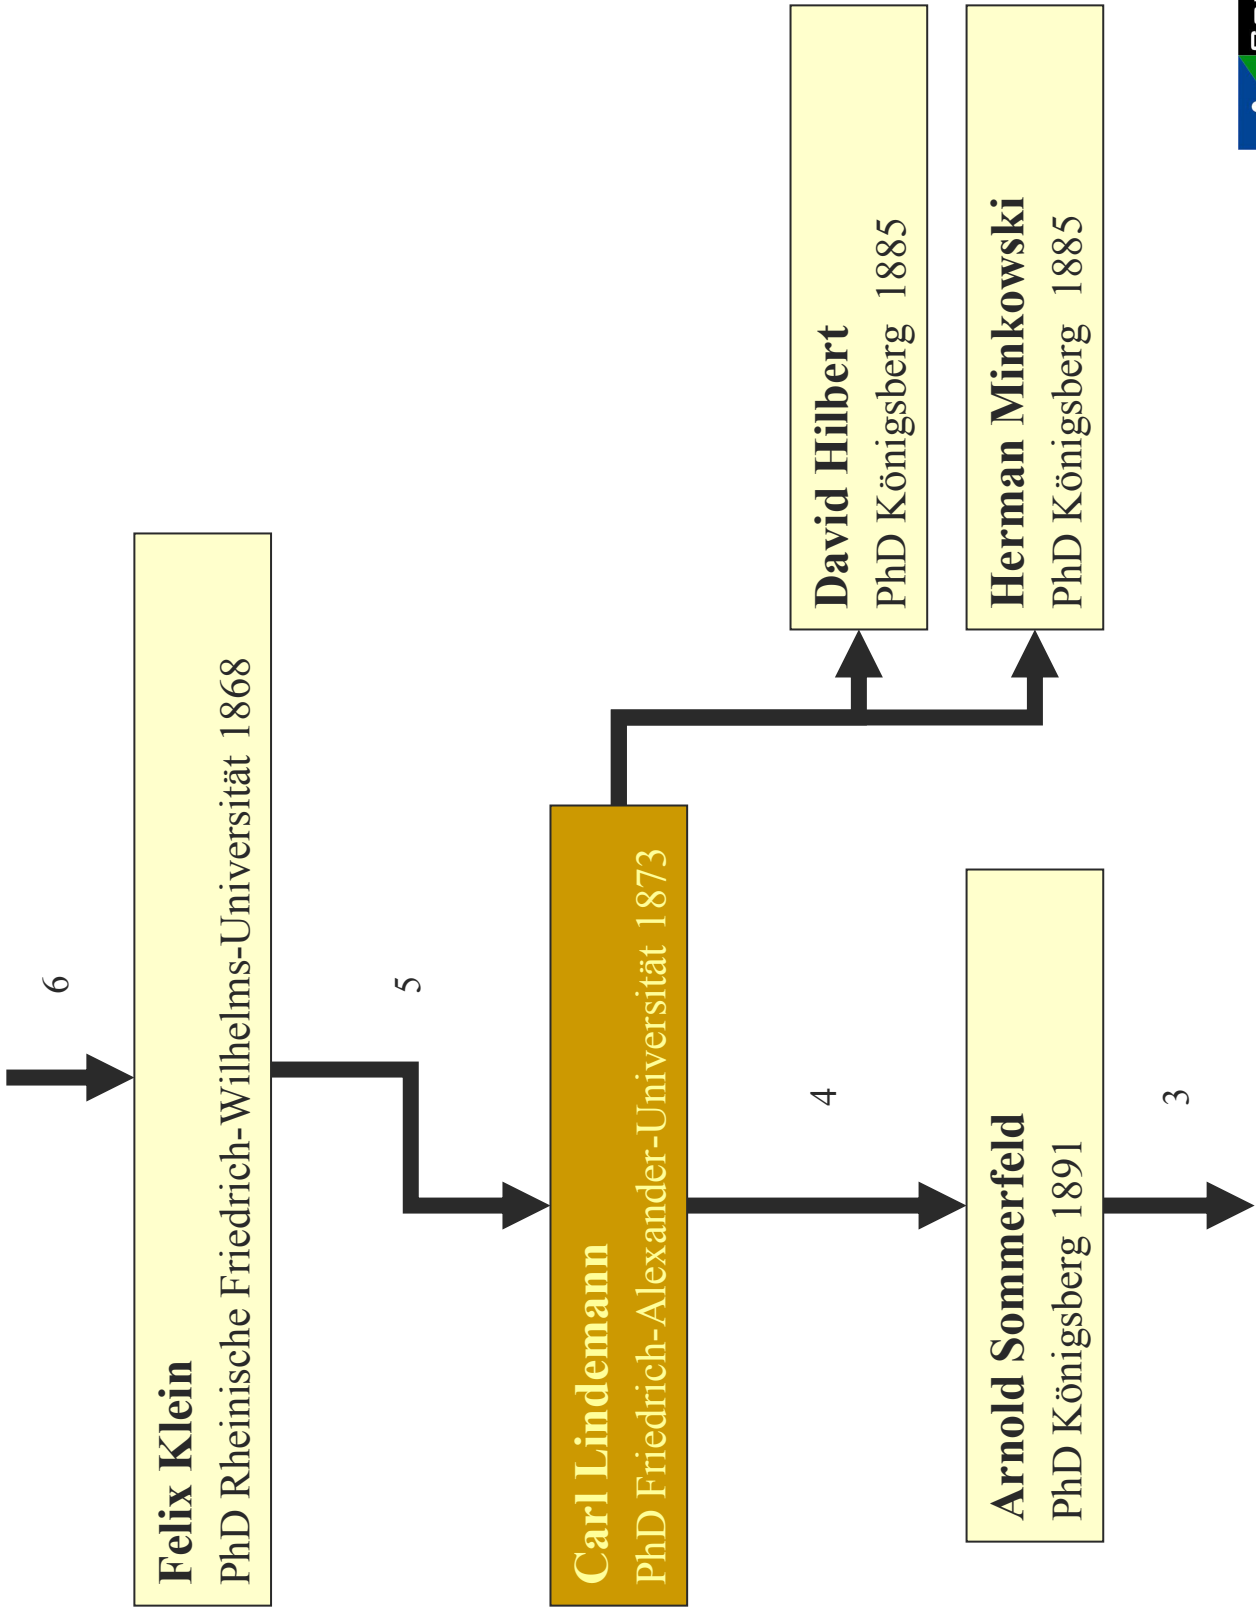 6
Felix Klein
PhD Rheinische Friedrich-Wilhelms-Universität 1868
5
Carl Lindemann
PhD Friedrich-Alexander-Universität 1873
David Hilbert
PhD Königsberg 1885
4
Herman Minkowski
PhD Königsberg 1885
Arnold Sommerfeld
PhD Königsberg 1891
3